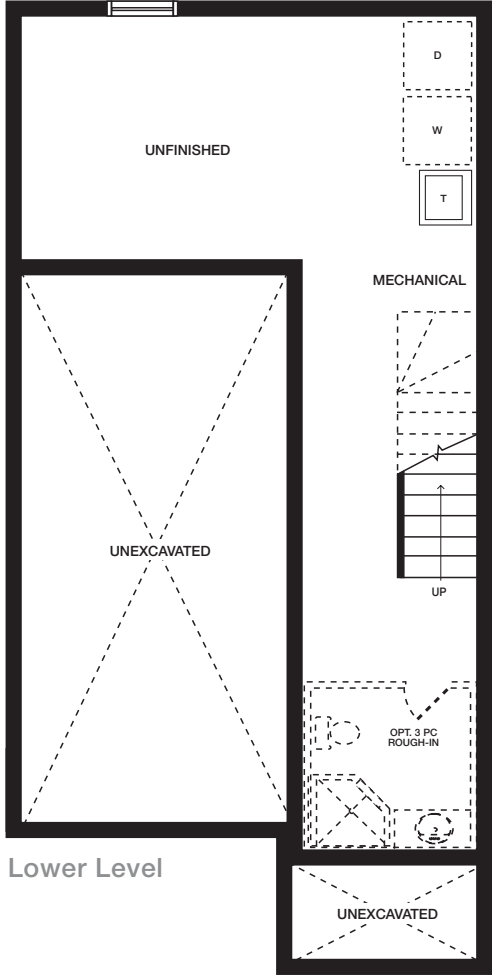 D
W
UNFINISHED
T
MECHANICAL
UNEXCAVATED
UP
OPT. 3 PC
ROUGH-IN
Lower Level
UNEXCAVATED